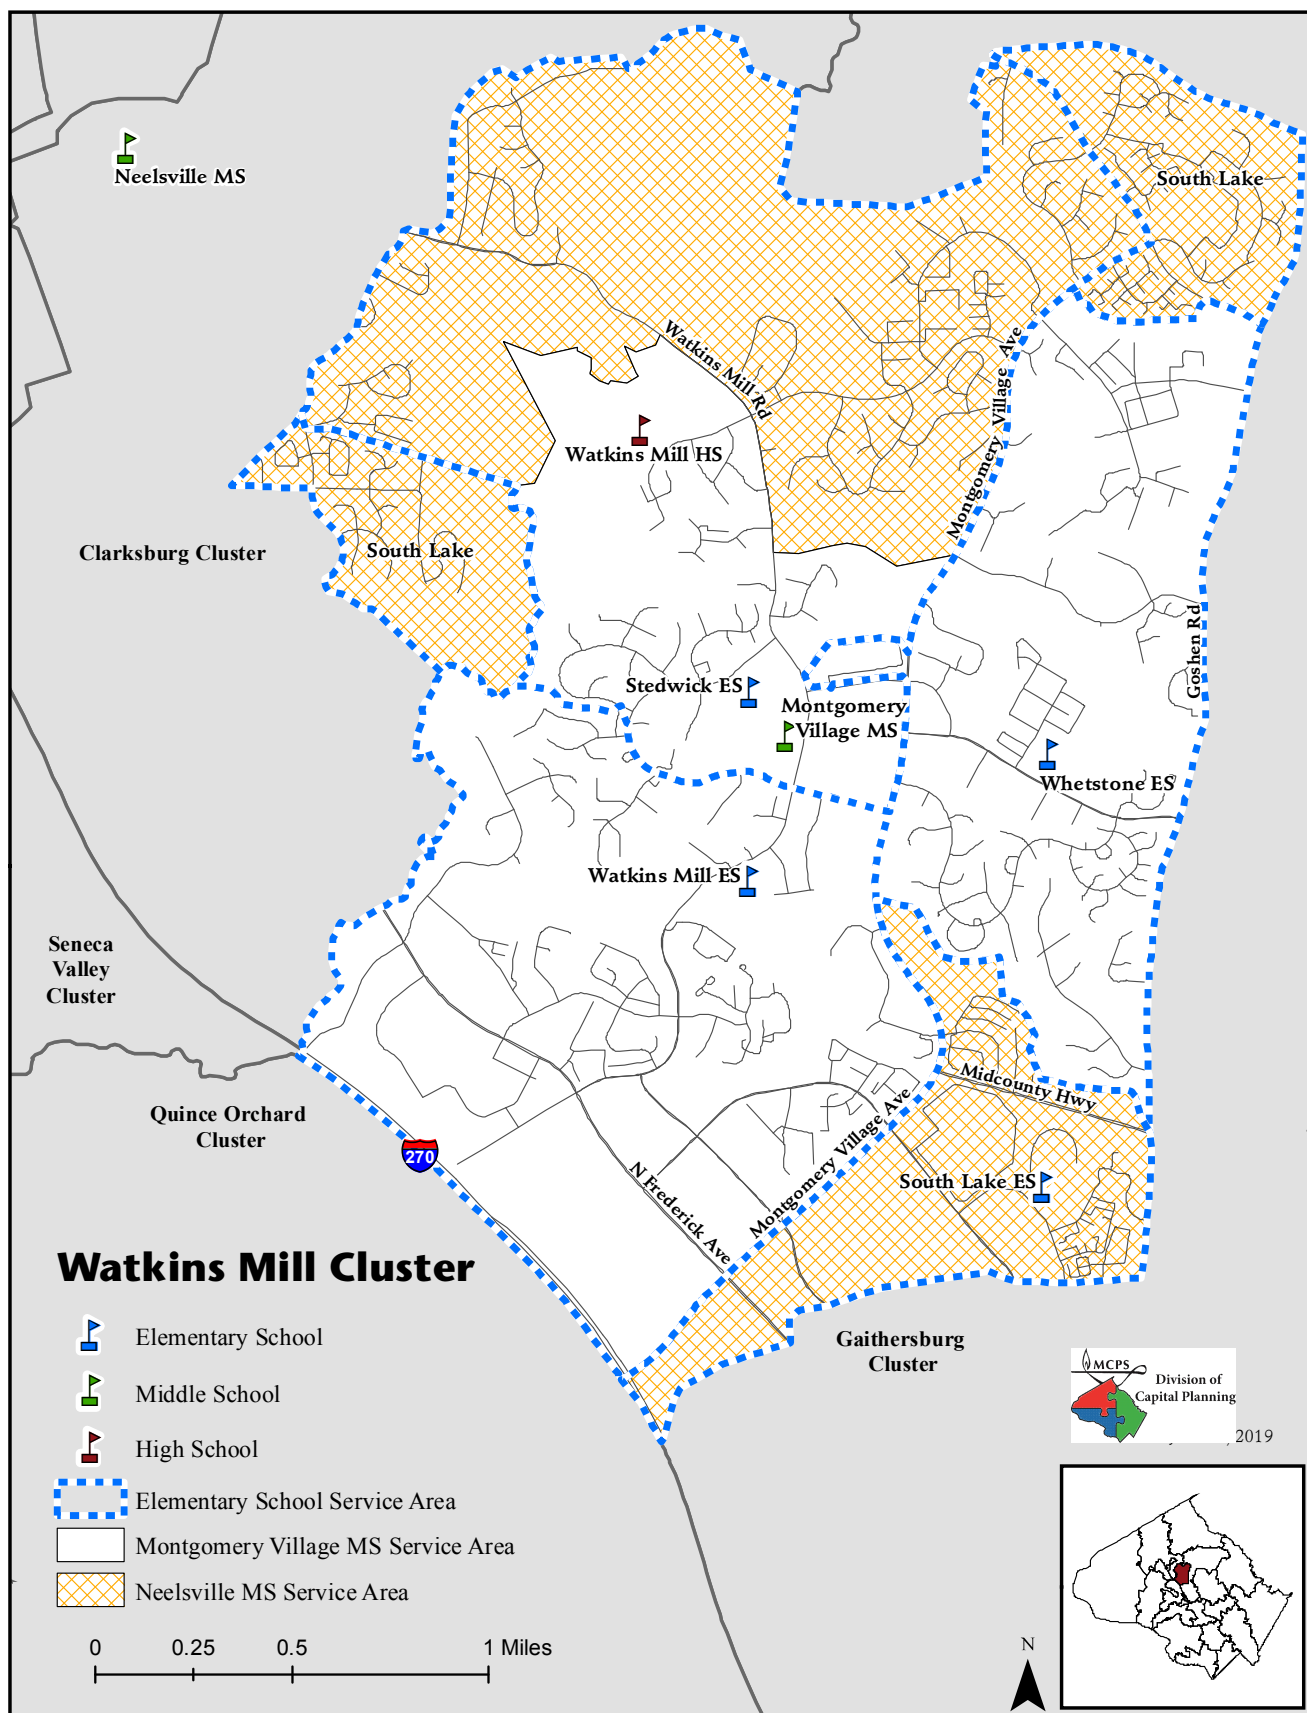 Neelsville MS
South Lake
Watkins Mill Rd
Montgomery Village Ave
Watkins Mill HS
Clarksburg Cluster
South Lake
Goshen Rd
Stedwick ES
Montgomery
Village MS
Whetstone ES
Watkins Mill ES
Seneca
Valley
Cluster
Midcounty Hwy
Quince Orchard
Cluster
270
Montgomery Village Ave
N Frederick Ave
South Lake ES
Gaithersburg
Cluster
Watkins Mill Cluster
Elementary School
Middle School
High School
Elementary School Service Area
Montgomery Village MS Service Area
Neelsville MS Service Area
0 0.25 0.5 1 Miles
MCPS
Division of
Capital Planning
, 2019
N